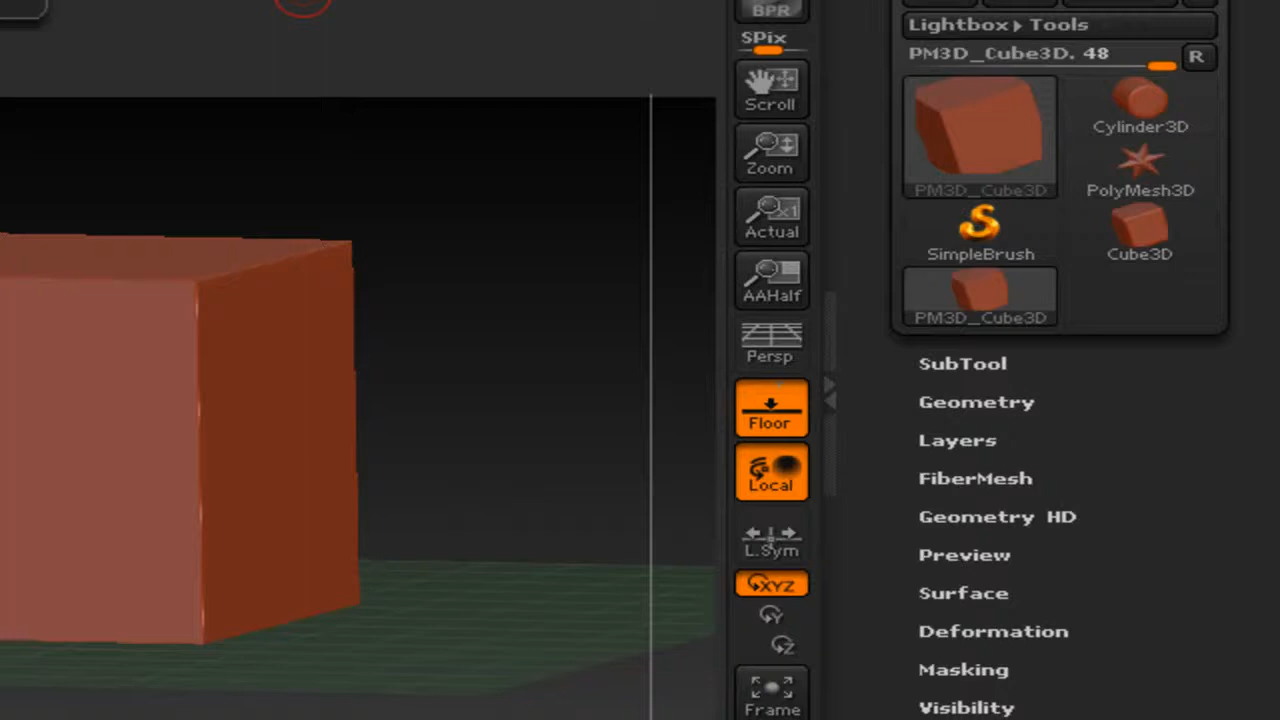 BPR
SPix
Scroll
Zoom
x1
Actual
AAHalf
Persp
Floor
Local
L.Sym
XYZ
Y
Z
Frame
Lightbox▸Tools
PM3D_Cube3D. 48
R
PM3D_Cube3D
Cylinder3D
PolyMesh3D
SimpleBrush
Cube3D
PM3D_Cube3D
SubTool
Geometry
Layers
FiberMesh
Geometry HD
Preview
Surface
Deformation
Masking
Visibility